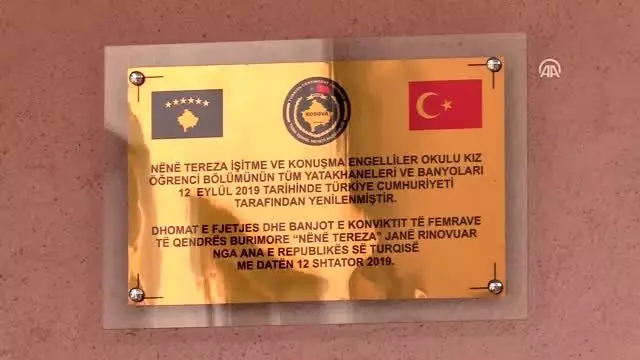 AA
KOSOVA
NËNË TEREZA İŞİTME VE KONUŞMA ENGELLİLER OKULU KIZ
ÖĞRENCİ BÖLÜMÜNÜN TÜM YATAKHANELERİ VE BANYOLARI
12 EYLÜL 2019 TARİHİNDE TÜRKİYE CUMHURİYETİ
TARAFINDAN YENİLENMİŞTİR.
DHOMAT E FJETJES DHE BANJOT E KONVIKTIT TË FEMRAVE
TË QENDRËS BURIMORE "NËNË TEREZA" JANË RINOVUAR
NGA ANA E REPUBLIKËS SË TURQISË
ME DATËN 12 SHTATOR 2019.